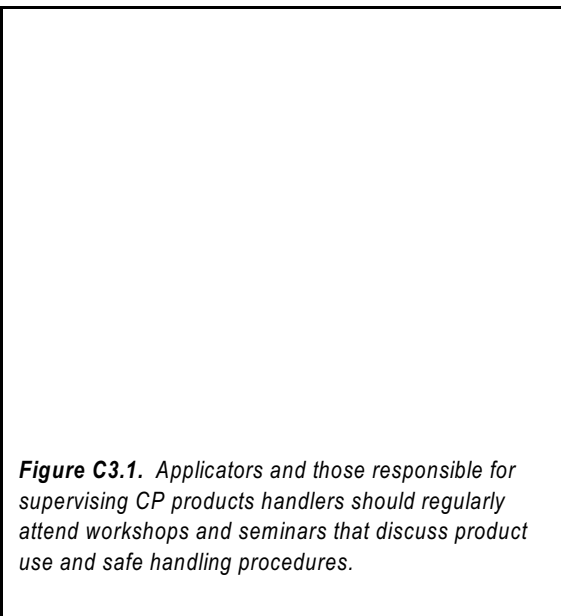 Figure C3.1. Applicators and those responsible for
supervising CP products handlers should regularly
attend workshops and seminars that discuss product
use and safe handling procedures.